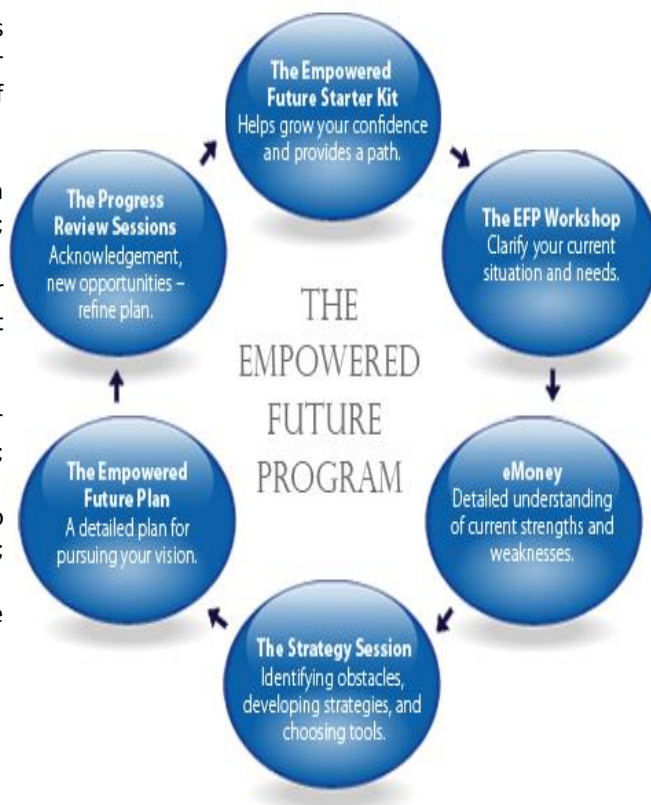 The Empowered
Future Starter Kit
Helps grow your confidence
and provides a path.
The EFP Workshop
Clarify your current
situation and needs.
eMoney
Detailed understanding
of current strengths and
weaknesses.
The Strategy Session
Identifying obstacles,
developing strategies, and
choosing tools.
The Empowered
Future Plan
A detailed plan for
pursuing your vision.
The Progress
Review Sessions
Acknowledgement,
new opportunities –
refine plan.
THE
EMPOWERED
FUTURE
PROGRAM